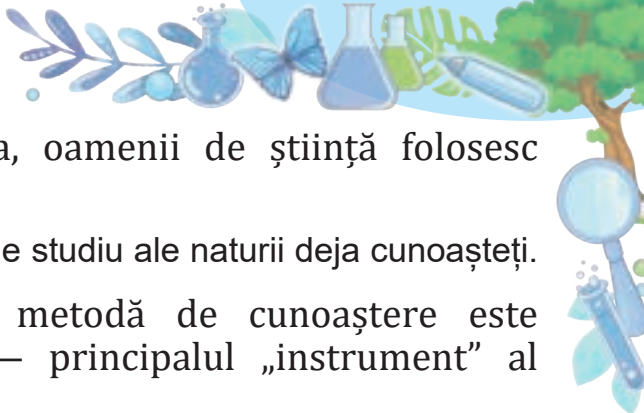 a, oamenii de știință folosesc
e studiu ale naturii deja cunoașteți.
metodă de cunoaștere este
– principalul „instrument” al